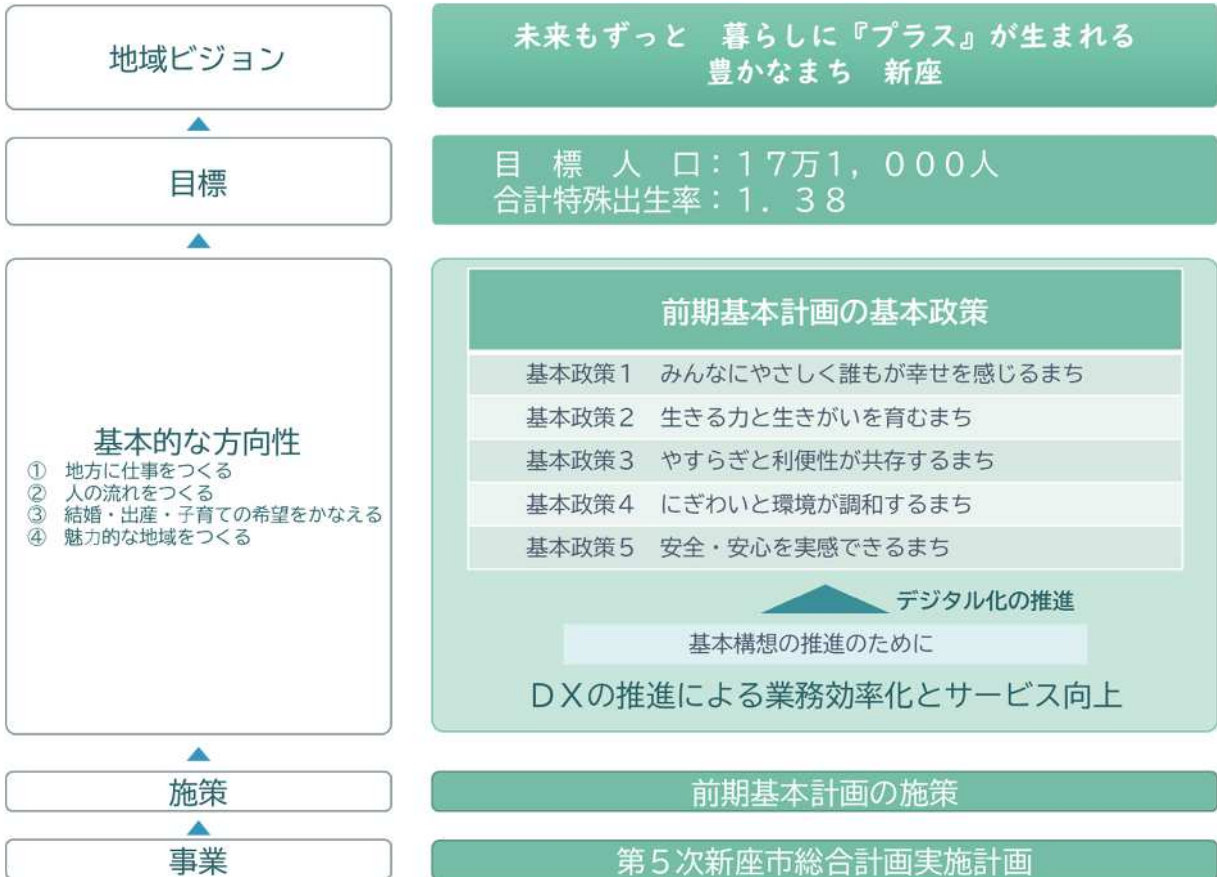 地域ビジョン
未来もずっと　暮らしに『プラス』が生まれる
豊かなまち　新座
目標
目　標　人　口：１７万１，０００人
合計特殊出生率：１．３８
基本的な方向性
①　地方に仕事をつくる
②　人の流れをつくる
③　結婚・出産・子育ての希望をかなえる
④　魅力的な地域をつくる
前期基本計画の基本政策
基本政策１　みんなにやさしく誰もが幸せを感じるまち
基本政策２　生きる力と生きがいを育むまち
基本政策３　やすらぎと利便性が共存するまち
基本政策４　にぎわいと環境が調和するまち
基本政策５　安全・安心を実感できるまち
デジタル化の推進
基本構想の推進のために
ＤＸの推進による業務効率化とサービス向上
施策
前期基本計画の施策
事業
第５次新座市総合計画実施計画